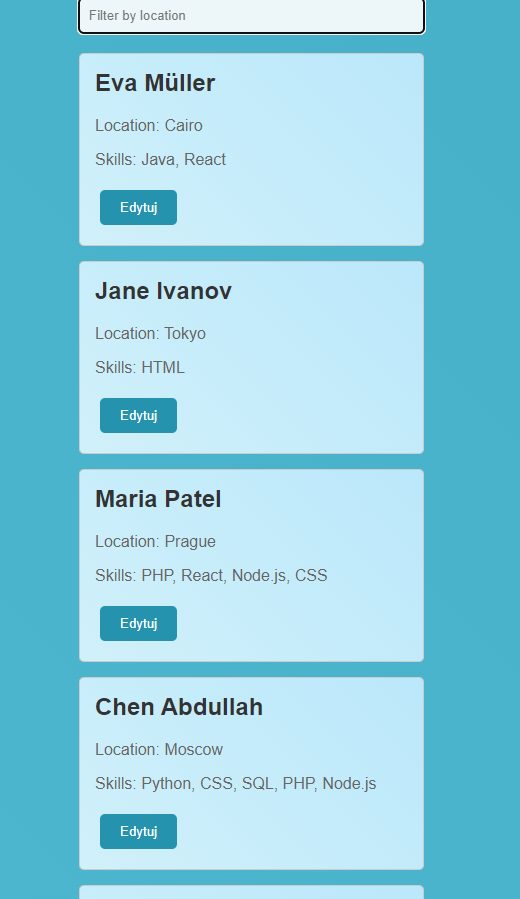 Filter by location
Eva Müller
Location: Cairo
Skills: Java, React
Edytuj
Jane Ivanov
Location: Tokyo
Skills: HTML
Edytuj
Maria Patel
Location: Prague
Skills: PHP, React, Node.js, CSS
Edytuj
Chen Abdullah
Location: Moscow
Skills: Python, CSS, SQL, PHP, Node.js
Edytuj